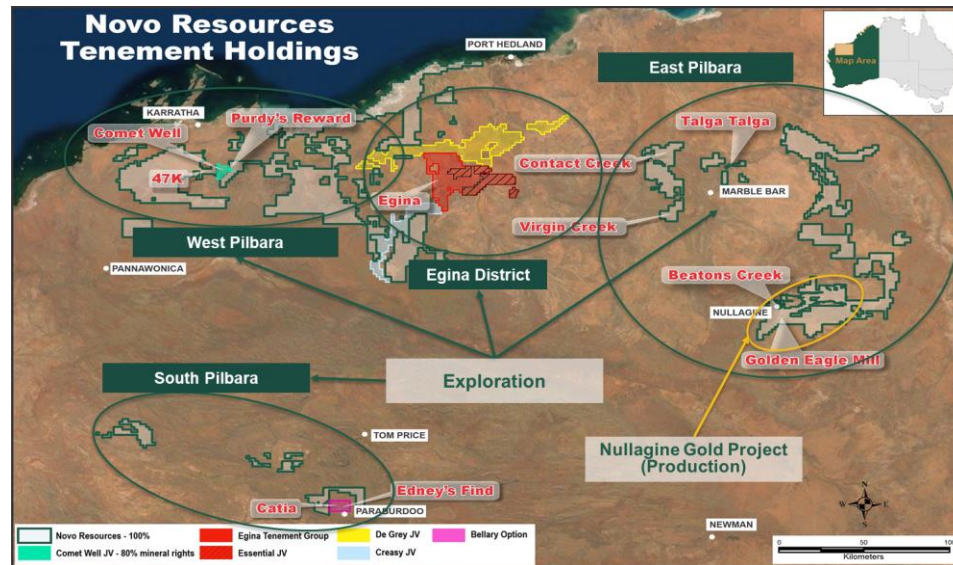 Novo Resources
Tenement Holdings
PORT HEDLAND
East Pilbara
Map Area
KARRATHA
Purdy's Reward
Comet Well
Talga Talga
47K
Contact Creek
MARBLE BAR
Egina
Virgin Creek
West Pilbara
PANNAWONICA
Egina District
Beatons Creek
NULLAGINE
Golden Eagle Mill
South Pilbara
Exploration
TOM PRICE
Nullagine Gold Project
(Production)
Edney's Find
Catia
PARABURDOO
NEWMAN
N
W
E
S
Novo Resources - 100%
Egina Tenement Group
De Grey JV
Bellary Option
Comet Well JV - 80% mineral rights
Essential JV
Creasy JV
0 50 100
Kilometers